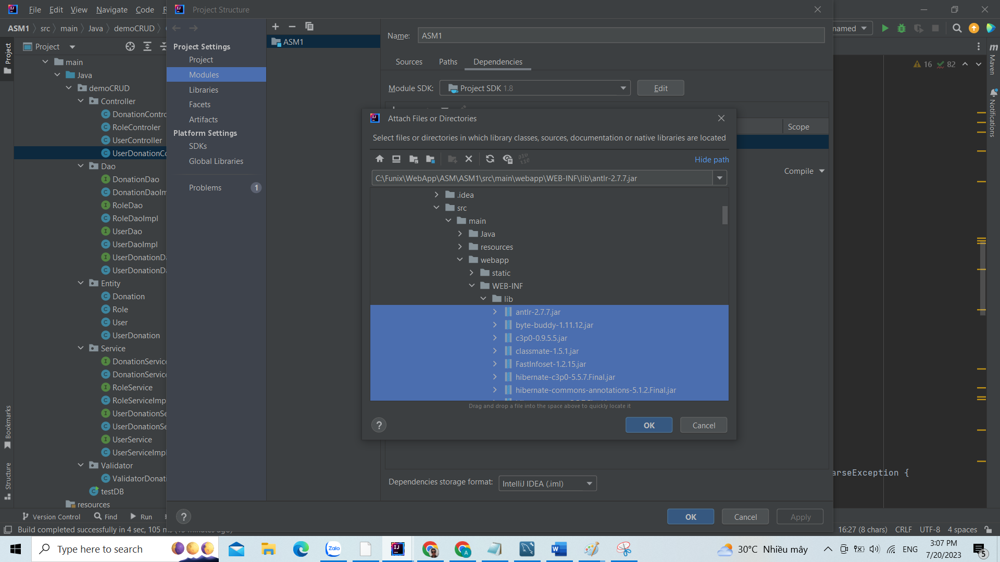 File Edit View Navigate Code
Project Structure
ASM1 src main Java demoCRUD
named
Project
main
Java
demoCRUD
Controller
DonationContro
RoleControler
UserController
UserDonationCo
Dao
DonationDao
DonationDaoIm
RoleDao
RoleDaoImpl
UserDao
UserDaoImpl
UserDonationDa
UserDonationDa
Entity
Donation
Role
User
UserDonation
Service
DonationService
DonationService
RoleService
RoleServiceImp
UserDonationSe
UserDonationSe
UserService
UserServiceImpl
Validator
ValidatorDonati
testDB
resources
Project
Bookmarks
Structure
Project Settings
Project
Modules
Libraries
Facets
Artifacts
Platform Settings
SDKs
Global Libraries
Problems 1
ASM1
Name: ASM1
Sources Paths Dependencies
Module SDK: Project SDK 1.8 Edit
Scope
Compile
Attach Files or Directories
Select files or directories in which library classes, sources, documentation or native libraries are located
Hide path
C:\Funix\WebApp\ASM\ASM1\src\main\webapp\WEB-INF\lib\antlr-2.7.7.jar
.idea
src
main
Java
resources
webapp
static
WEB-INF
lib
antlr-2.7.7.jar
byte-buddy-1.11.12.jar
c3p0-0.9.5.5.jar
classmate-1.5.1.jar
FastInfoset-1.2.15.jar
hibernate-c3p0-5.5.7.Final.jar
hibernate-commons-annotations-5.1.2.Final.jar
Drag and drop a file into the space above to quickly locate it
? OK Cancel
Dependencies storage format: IntelliJ IDEA (.iml)
? OK Cancel Apply
16 82
Maven
Notifications
arseException {
Version Control Find Run
Build completed successfully in 4 sec, 105 ms
16:27 (8 chars) CRLF UTF-8 4 spaces
Type here to search
Zalo
30°C Nhiều mây
ENG
3:07 PM
7/20/2023
5